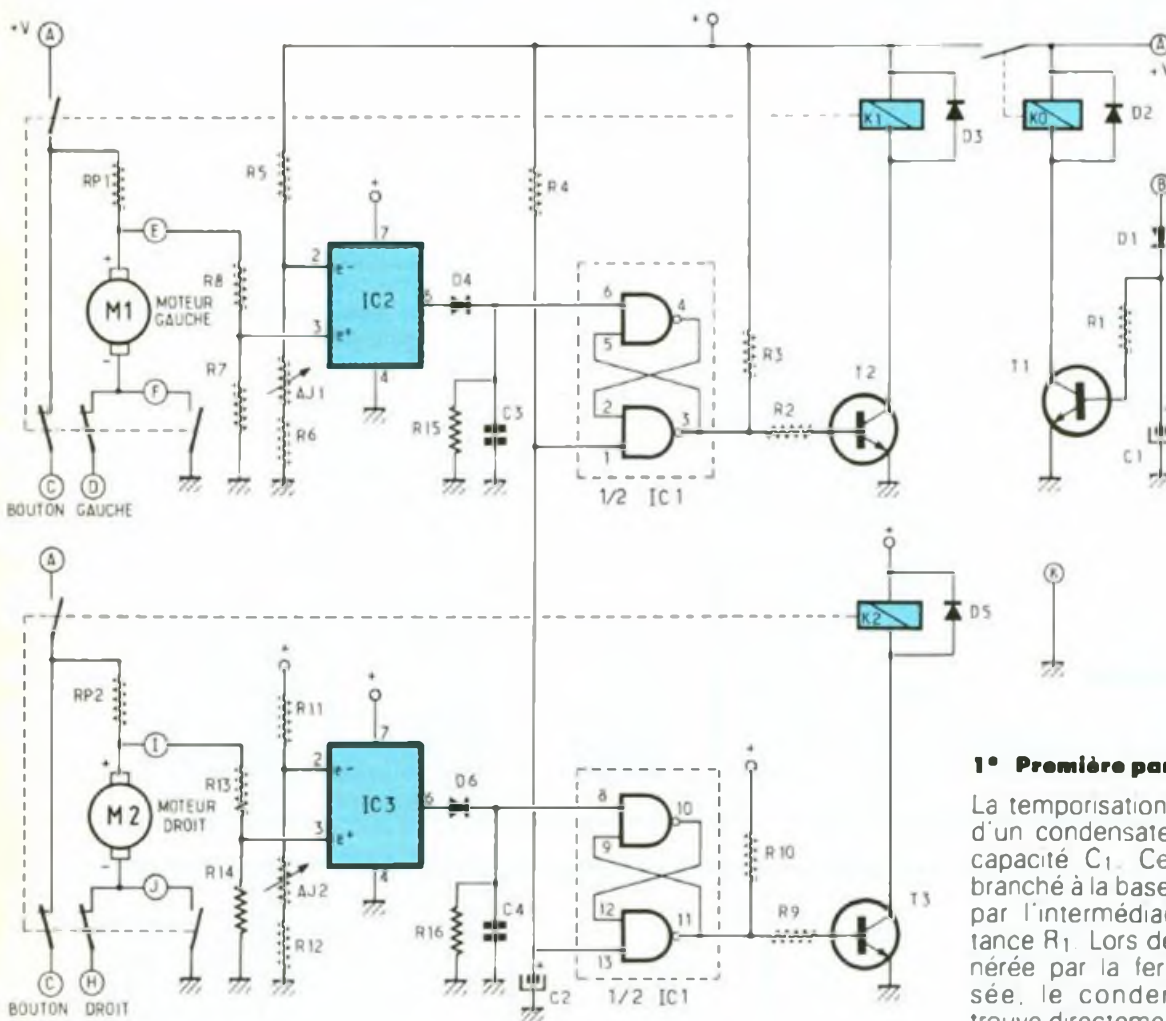 +V
A
RP1
E
+
M1
MOTEUR
GAUCHE
-
F
C
D
BOUTON GAUCHE
R5
R8
R7
+
7
2
e-
IC2
3
e+
4
AJ1
R6
D4
R15
C3
R4
6
4
5
2
3
1
1/2 IC1
+
R3
R2
T2
K1
D3
K0
D2
A
+V
B
D1
R1
T1
C1
A
RP2
I
+
M2
MOTEUR
DROIT
-
J
C
H
BOUTON DROIT
+
R11
R13
R14
+
7
2
e-
IC3
6
3
e+
4
AJ2
R12
D6
R16
C4
+
C2
8
10
9
12
11
13
1/2 IC1
+
R10
R9
T3
+
K2
D5
K
1° Première par
La temporisation
d'un condensate
capacité C1. Ce
branché à la base
par l'intermédia
tance R1. Lors de
nérée par la fer
sée, le conden
trouve directeme